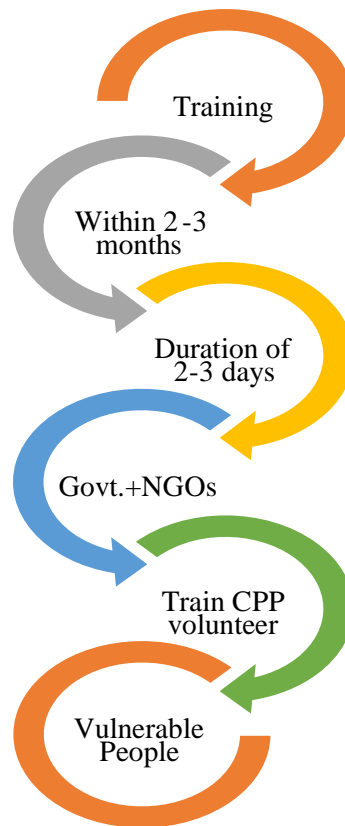 Training
Within 2-3
months
Duration of
2-3 days
Govt.+NGOs
Train CPP
volunteer
Vulnerable
People